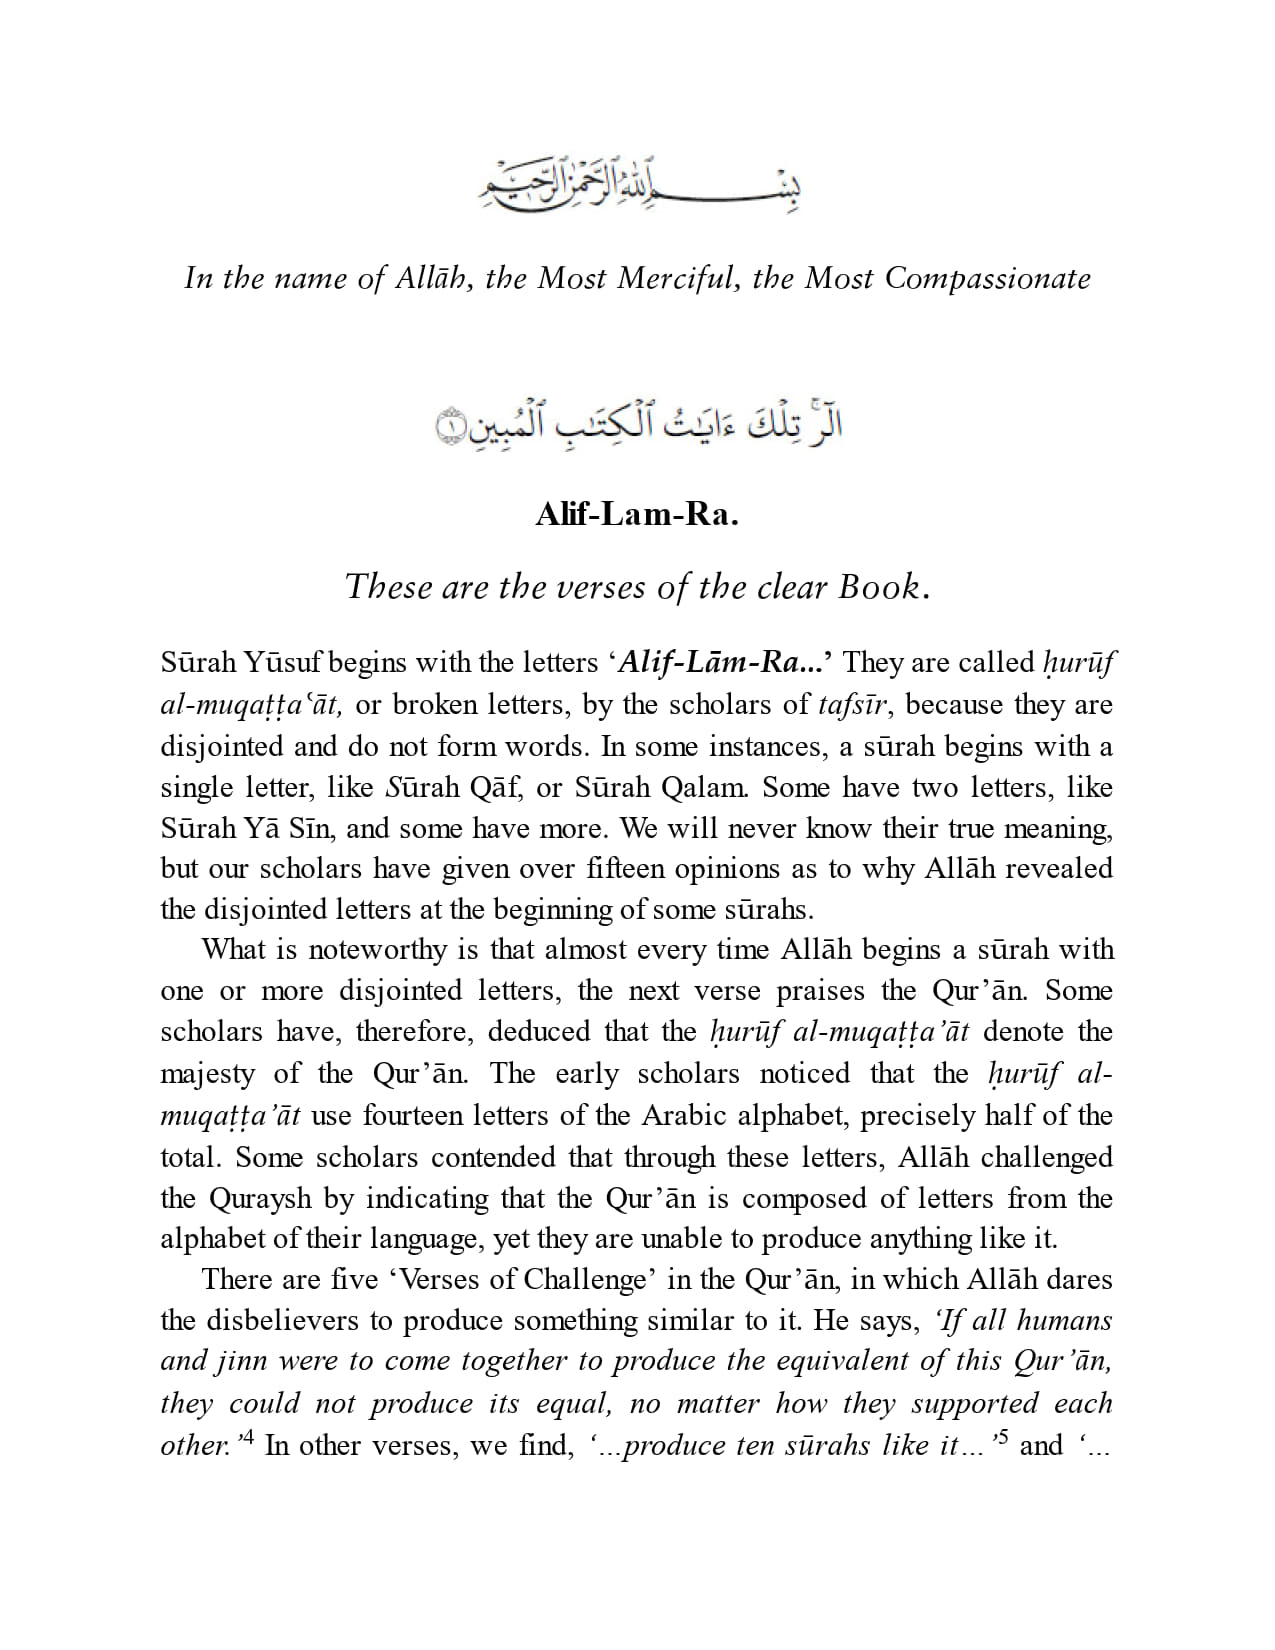 بِسْمِ ٱللَّهِ ٱلرَّحْمَٰنِ ٱلرَّحِيمِ
In the name of Allāh, the Most Merciful, the Most Compassionate
الٓرۚ تِلْكَ ءَايَٰتُ ٱلْكِتَٰبِ ٱلْمُبِينِ ١
Alif-Lam-Ra.
These are the verses of the clear Book.
Sūrah Yūsuf begins with the letters ‘Alif-Lām-Ra...’ They are called ḥurūf
al-muqaṭṭaʿāt, or broken letters, by the scholars of tafsīr, because they are
disjointed and do not form words. In some instances, a sūrah begins with a
single letter, like Sūrah Qāf, or Sūrah Qalam. Some have two letters, like
Sūrah Yā Sīn, and some have more. We will never know their true meaning,
but our scholars have given over fifteen opinions as to why Allāh revealed
the disjointed letters at the beginning of some sūrahs.
What is noteworthy is that almost every time Allāh begins a sūrah with
one or more disjointed letters, the next verse praises the Qur’ān. Some
scholars have, therefore, deduced that the ḥurūf al-muqaṭṭa’āt denote the
majesty of the Qur’ān. The early scholars noticed that the ḥurūf al-
muqaṭṭa’āt use fourteen letters of the Arabic alphabet, precisely half of the
total. Some scholars contended that through these letters, Allāh challenged
the Quraysh by indicating that the Qur’ān is composed of letters from the
alphabet of their language, yet they are unable to produce anything like it.
There are five ‘Verses of Challenge’ in the Qur’ān, in which Allāh dares
the disbelievers to produce something similar to it. He says, ‘If all humans
and jinn were to come together to produce the equivalent of this Qur’ān,
they could not produce its equal, no matter how they supported each
other.’4 In other verses, we find, ‘...produce ten sūrahs like it…’5 and ‘…